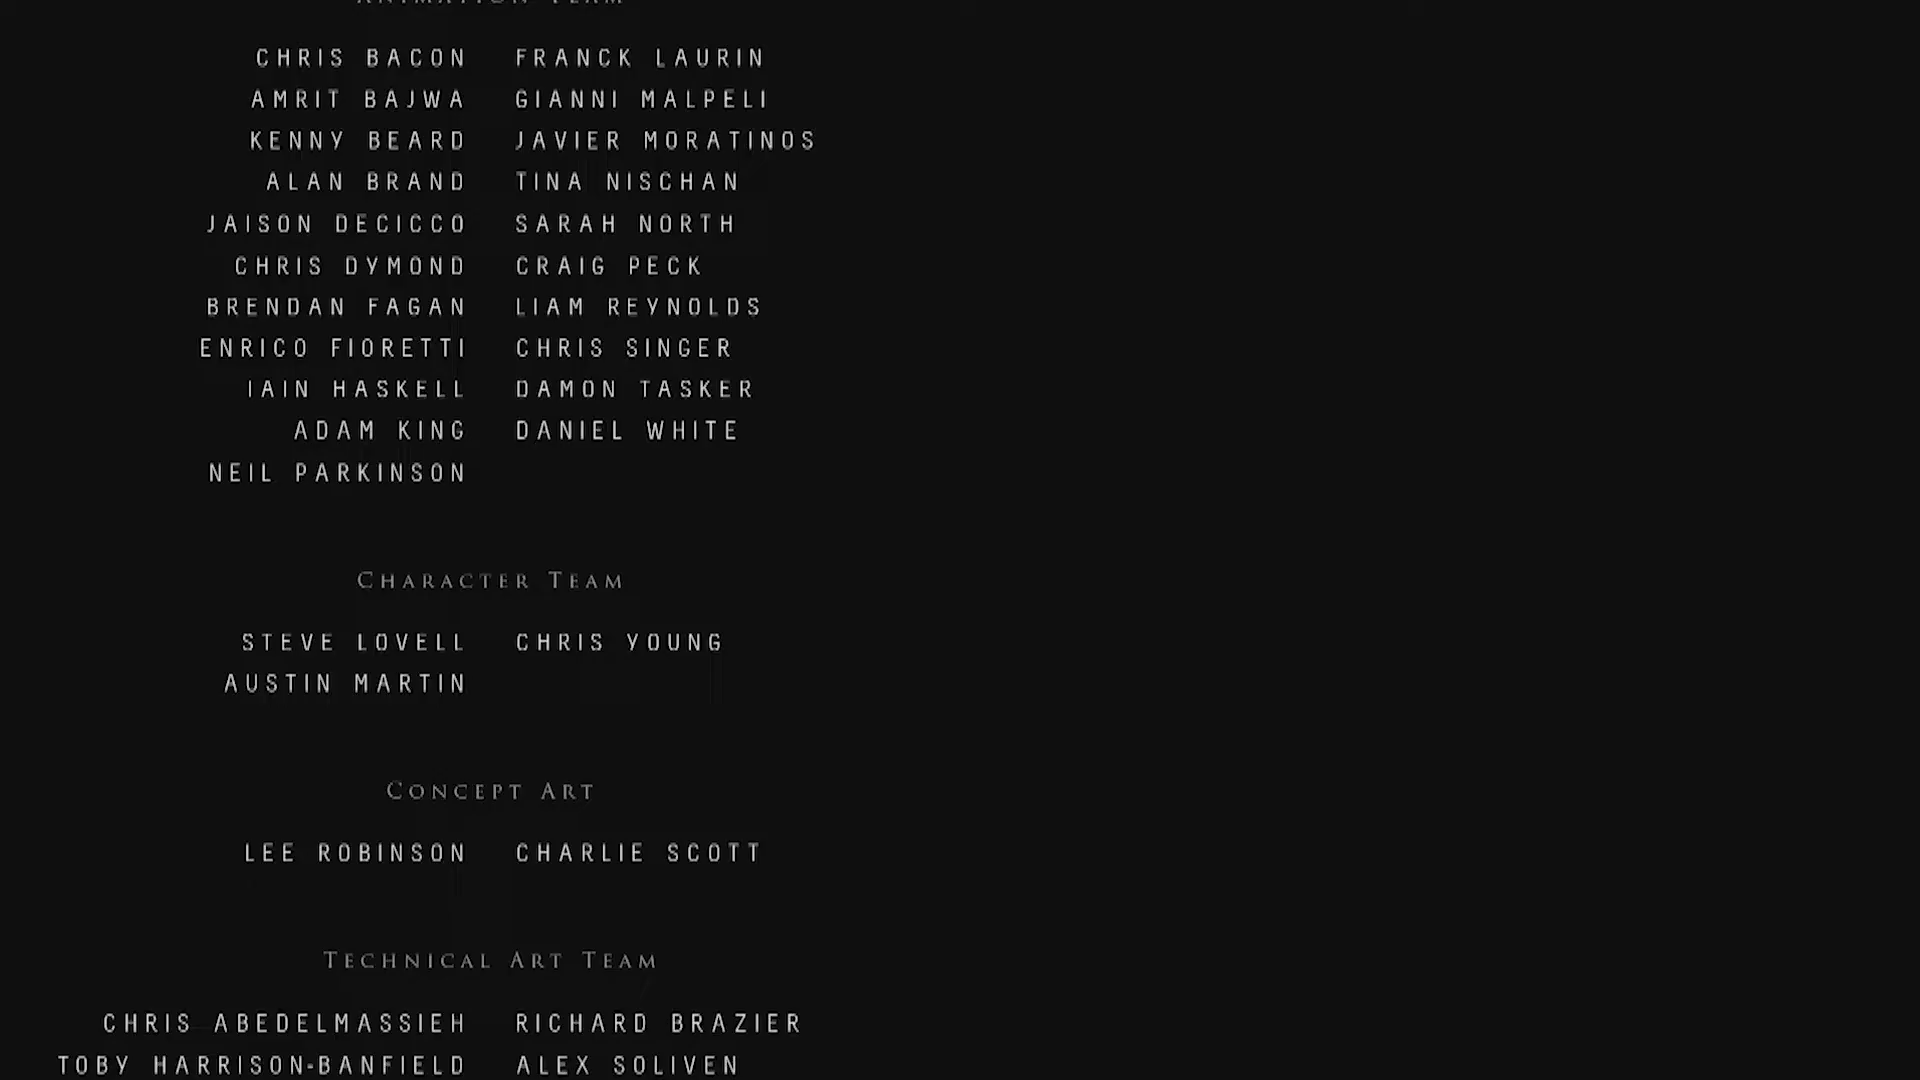 ANIMATION TEAM
CHRIS BACON FRANCK LAURIN
AMRIT BAJWA GIANNI MALPELI
KENNY BEARD JAVIER MORATINOS
ALAN BRAND TINA NISCHAN
JAISON DECICCO SARAH NORTH
CHRIS DYMOND CRAIG PECK
BRENDAN FAGAN LIAM REYNOLDS
ENRICO FIORETTI CHRIS SINGER
IAIN HASKELL DAMON TASKER
ADAM KING DANIEL WHITE
NEIL PARKINSON
CHARACTER TEAM
STEVE LOVELL CHRIS YOUNG
AUSTIN MARTIN
CONCEPT ART
LEE ROBINSON CHARLIE SCOTT
TECHNICAL ART TEAM
CHRIS ABEDELMASSIEH RICHARD BRAZIER
TOBY HARRISON-BANFIELD ALEX SOLIVEN